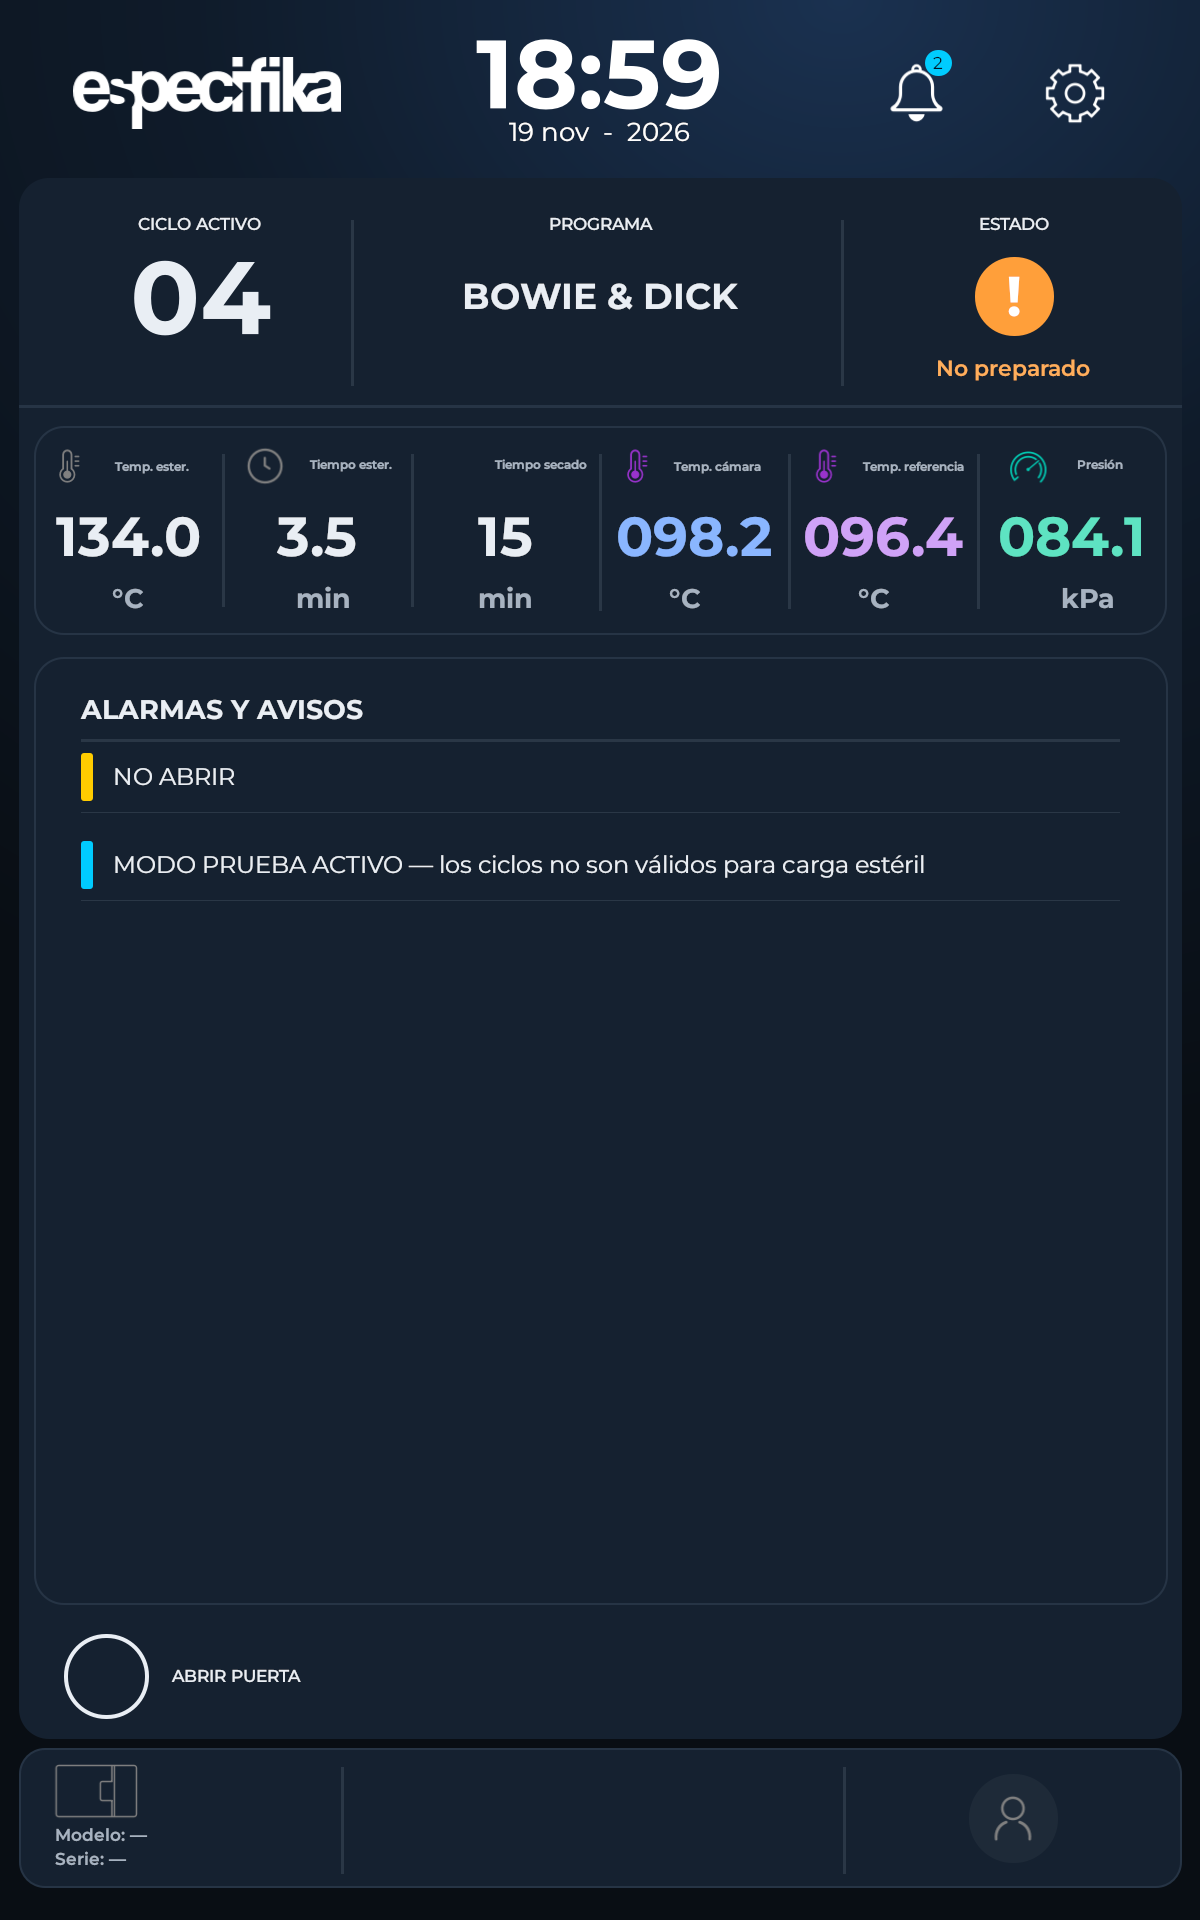 especifika
18:59
19 nov - 2026
2
CICLO ACTIVO
04
PROGRAMA
BOWIE & DICK
ESTADO
!
No preparado
Temp. ester.
134.0
°C
Tiempo ester.
3.5
min
Tiempo secado
15
min
Temp. cámara
098.2
°C
Temp. referencia
096.4
°C
Presión
084.1
kPa
ALARMAS Y AVISOS
NO ABRIR
MODO PRUEBA ACTIVO — los ciclos no son válidos para carga estéril
ABRIR PUERTA
Modelo: —
Serie: —